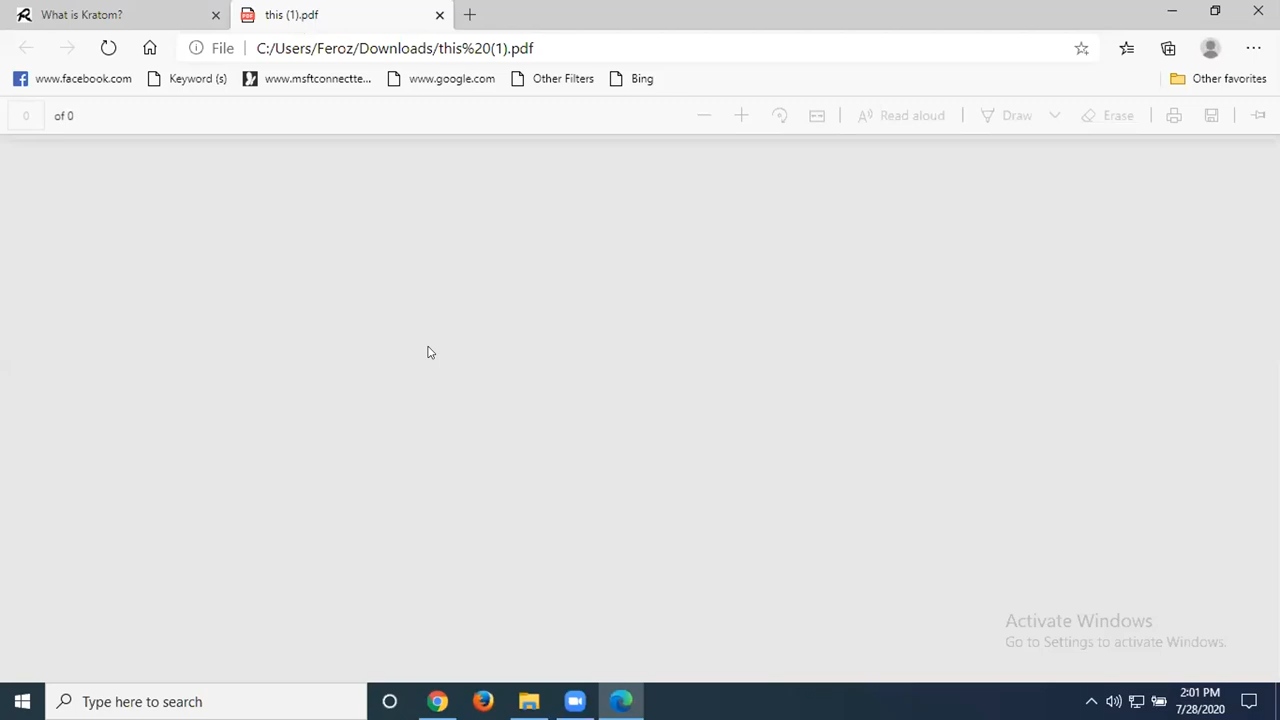 What is Kratom?
this (1).pdf
File
C:/Users/Feroz/Downloads/this%20(1).pdf
www.facebook.com
Keyword (s)
www.msftconnectte...
www.google.com
Other Filters
Bing
Other favorites
0 of 0
Read aloud
Draw
Erase
Activate Windows
Go to Settings to activate Windows.
Type here to search
2:01 PM
7/28/2020